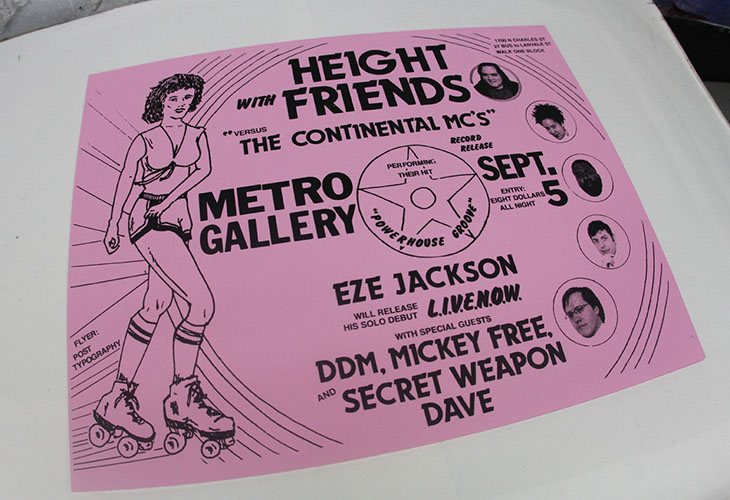 1700 N CHARLES ST.
27 BUS to LANVALE ST
WALK ONE BLOCK
HEIGHT
WITH FRIENDS
"VERSUS
THE CONTINENTAL MC'S"
RECORD
RELEASE
METRO
GALLERY
PERFORMING
THEIR HIT
"POWERHOUSE GROOVE"
SEPT.
5
ENTRY:
EIGHT DOLLARS
ALL NIGHT
EZE JACKSON
WILL RELEASE
HIS SOLO DEBUT L.I.V.E.N.O.W.
WITH SPECIAL GUESTS
DDM, MICKEY FREE,
AND SECRET WEAPON
DAVE
FLYER:
POST
TYPOGRAPHY